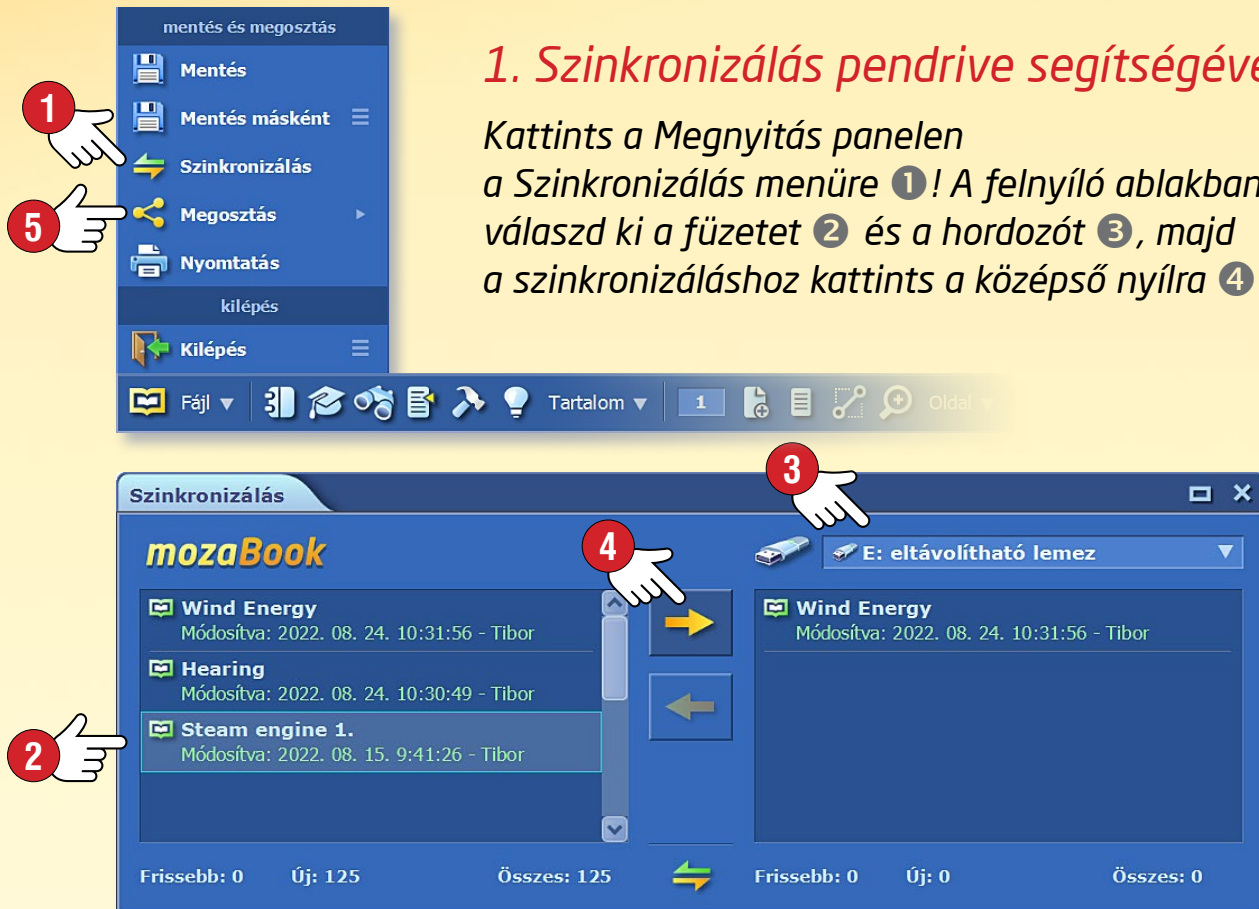 mentés és megosztás
Mentés
1
Mentés másként
Szinkronizálás
5
Megosztás
Nyomtatás
kilépés
Kilépés
Fájl
Tartalom
1
Oldal
1. Szinkronizálás pendrive
Kattints a Megnyitás panelen
a Szinkronizálás menüre ❶! A felnyíló ablakban
válaszd ki a füzetet ❷ és a hordozót ❸, majd
a szinkronizáláshoz kattints a középső nyílra ❹
3
Szinkronizálás
mozaBook
4
E: eltávolítható lemez
Wind Energy
Módosítva: 2022. 08. 24. 10:31:56 - Tibor
Hearing
Módosítva: 2022. 08. 24. 10:30:49 - Tibor
2
Steam engine 1.
Módosítva: 2022. 08. 15. 9:41:26 - Tibor
Frissebb: 0 Új: 125 Összes: 125
Wind Energy
Módosítva: 2022. 08. 24. 10:31:56 - Tibor
Frissebb: 0 Új: 0 Összes: 0